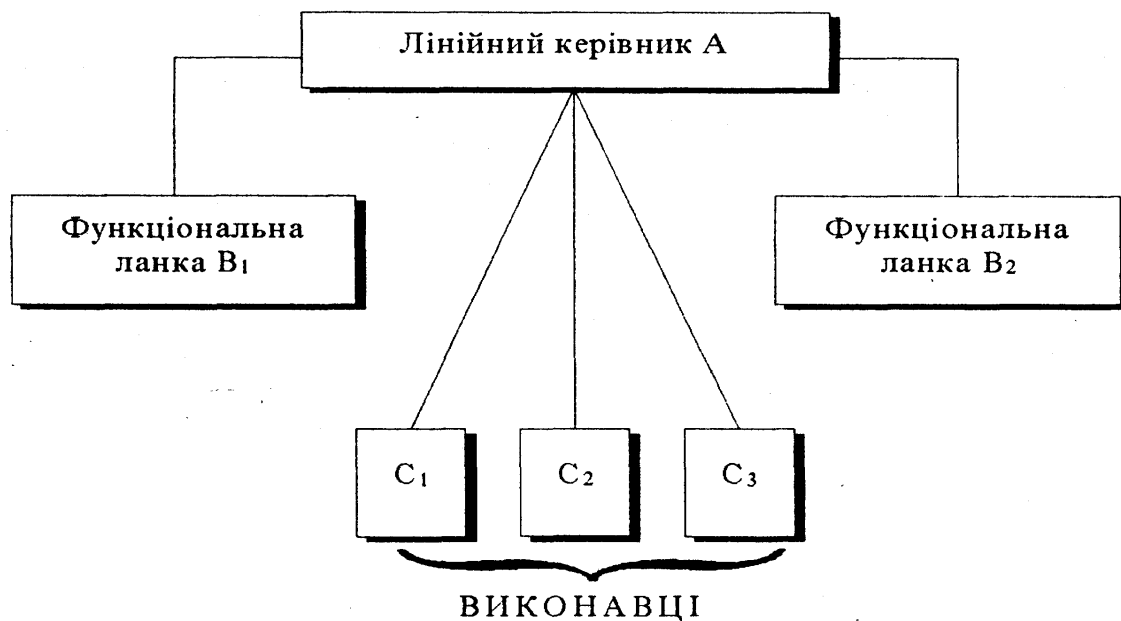 Лінійний керівник А
Функціональна
ланка В₁
Функціональна
ланка В₂
С₁
С₂
С₃
ВИКОНАВЦІ